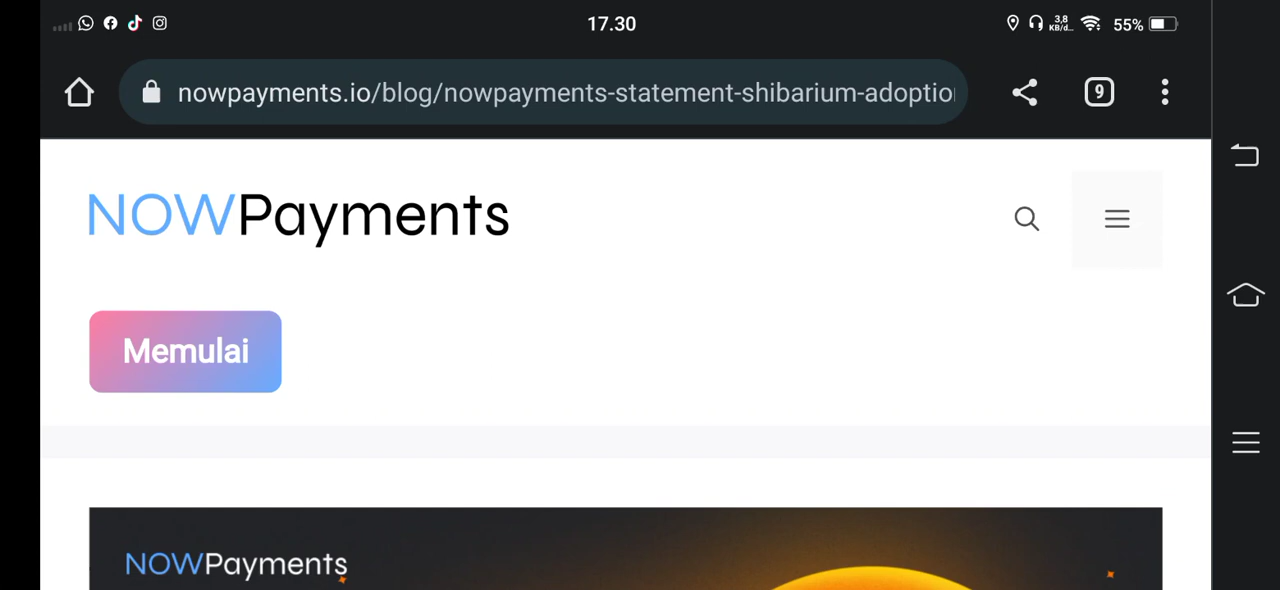 17.30
3,8
KB/d...
55%
nowpayments.io/blog/nowpayments-statement-shibarium-adoptio
9
NOWPayments
Memulai
NOWPayments